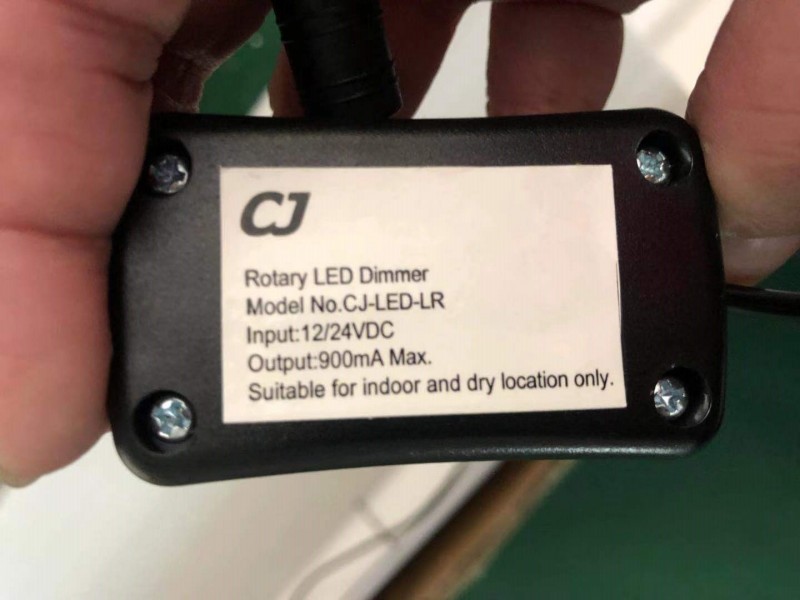 CJ
Rotary LED Dimmer
Model No.CJ-LED-LR
Input:12/24VDC
Output:900mA Max.
Suitable for indoor and dry location only.